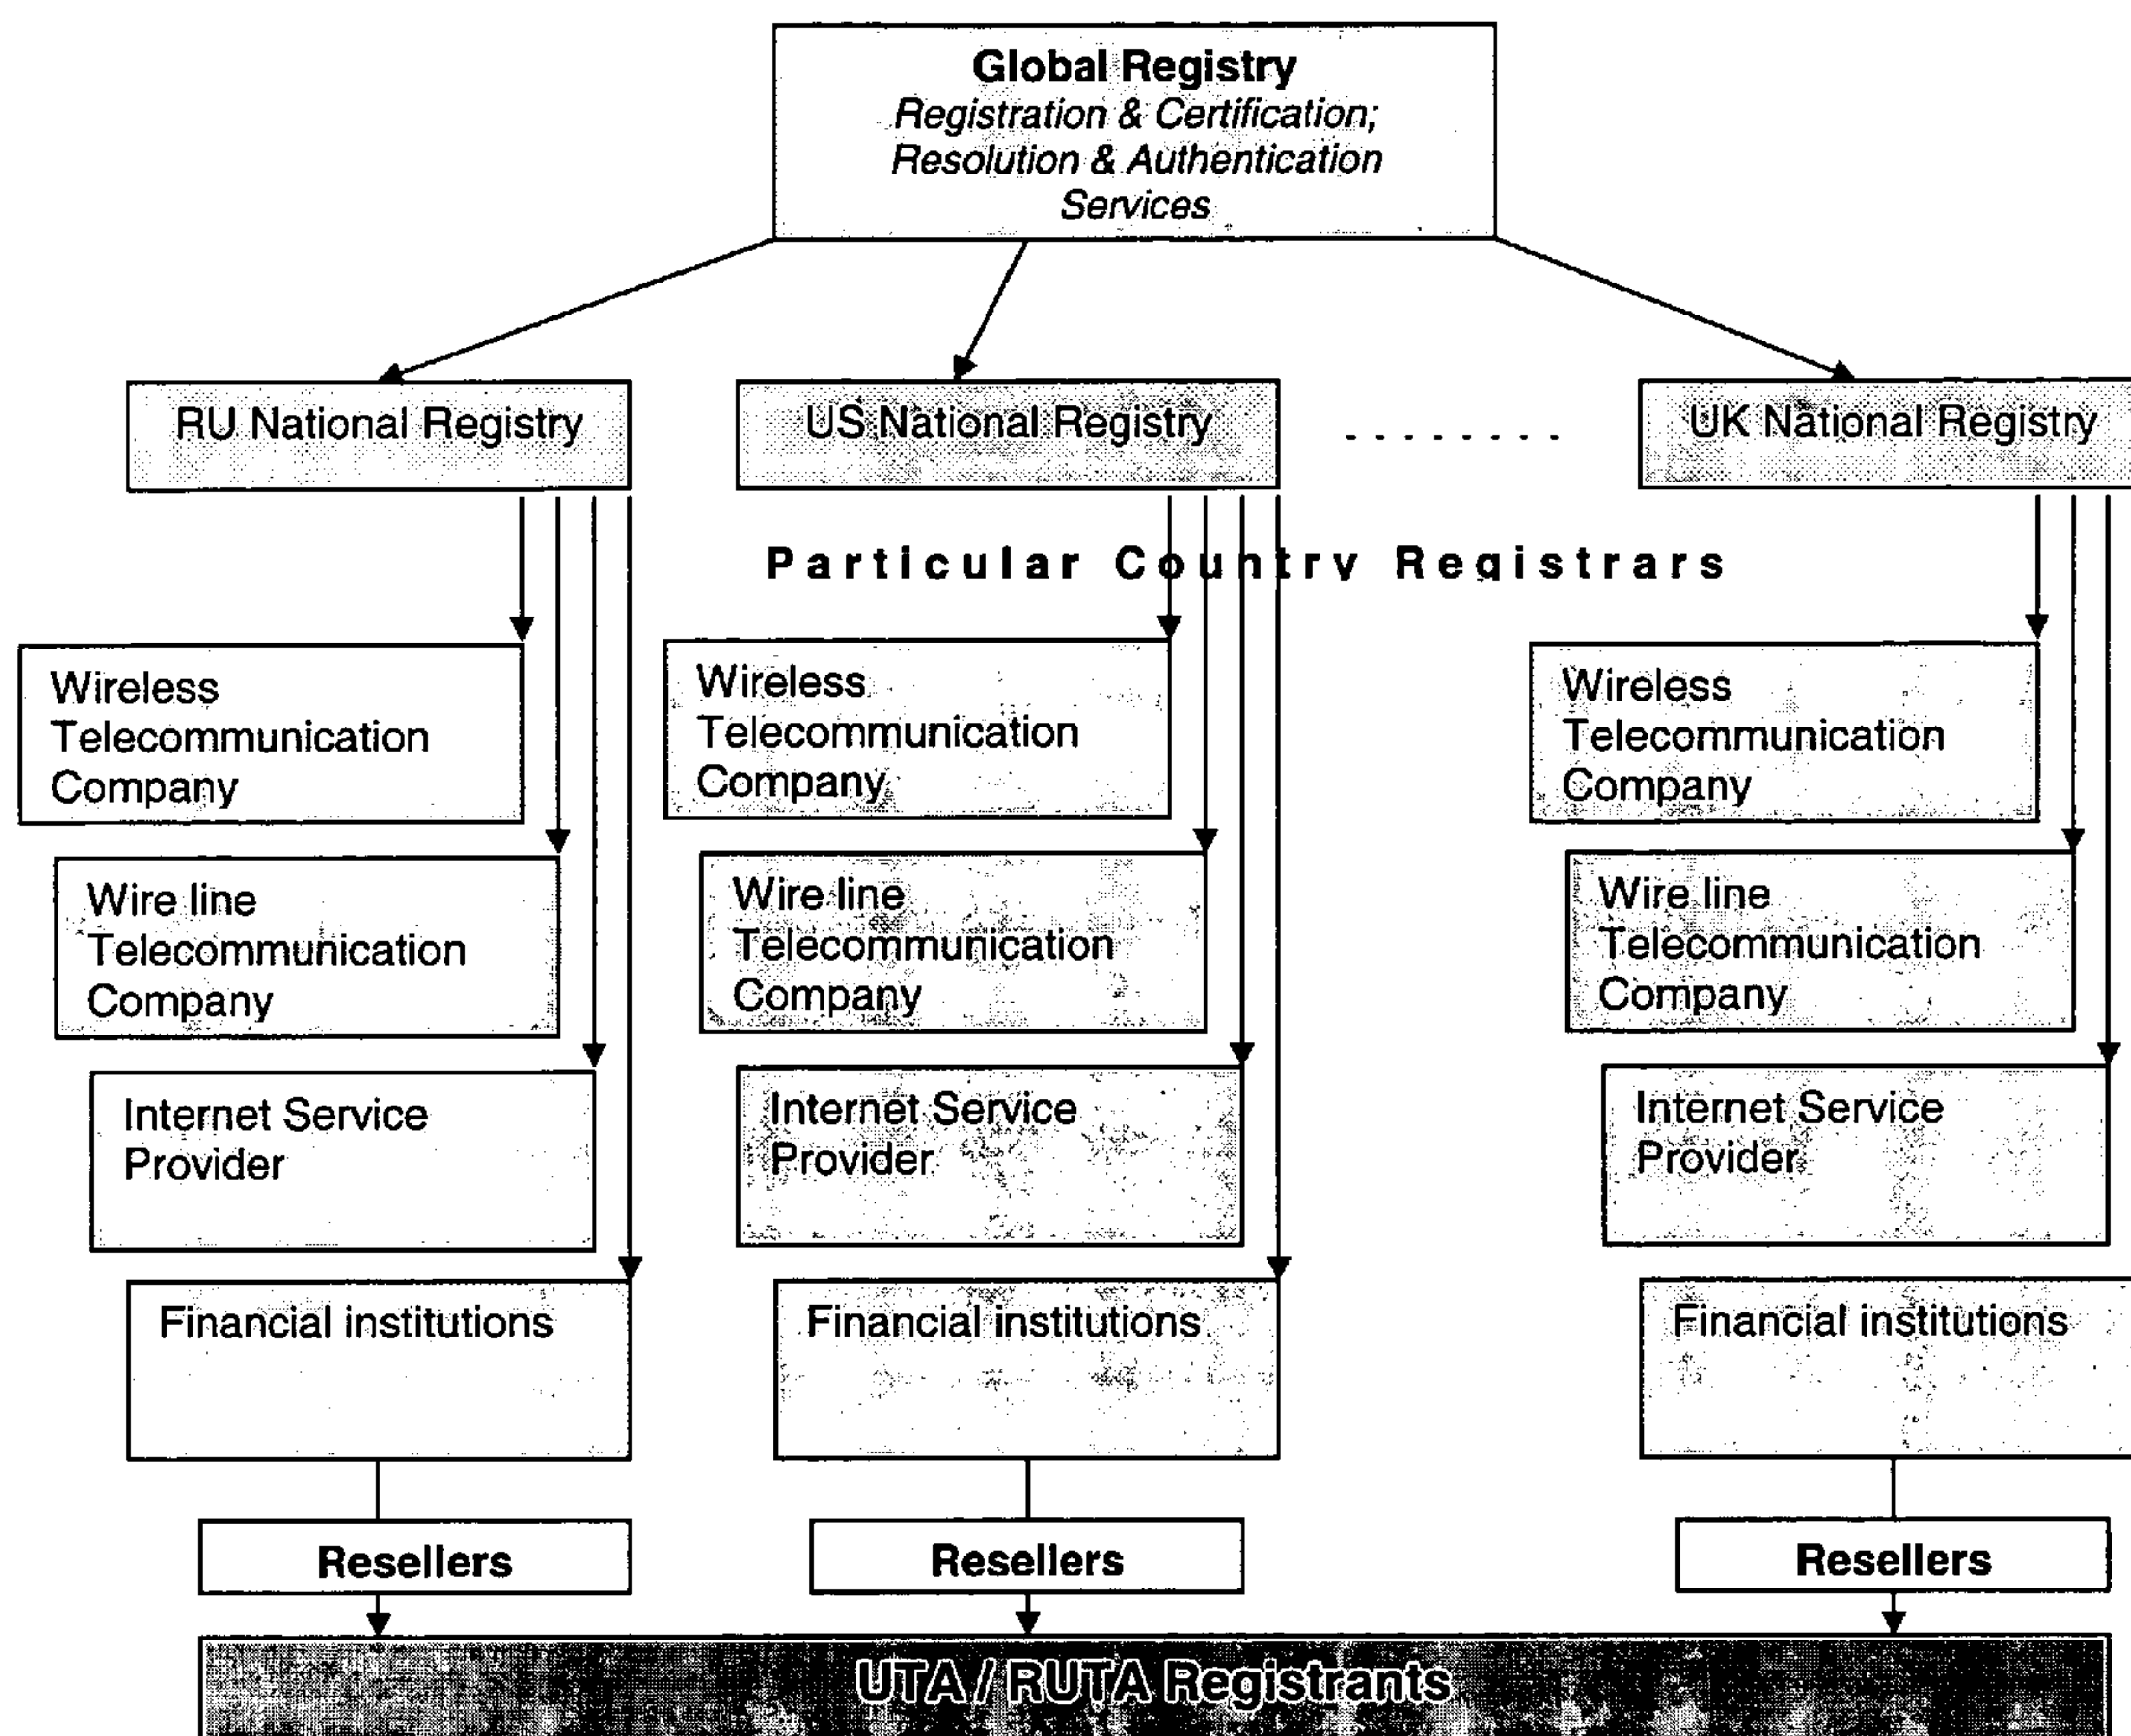 Global Registry
Registration & Certification;
Resolution & Authentication
Services
RU National Registry
US National Registry
........
UK National Registry
Particular Country Registrars
Wireless
Telecommunication
Company
Wireless
Telecommunication
Company
Wireless
Telecommunication
Company
Wire line
Telecommunication
Company
Wire line
Telecommunication
Company
Wire line
Telecommunication
Company
Internet Service
Provider
Internet Service
Provider
Internet Service
Provider
Financial institutions
Financial institutions
Financial institutions
Resellers
Resellers
Resellers
UTA / RUTA Registrants